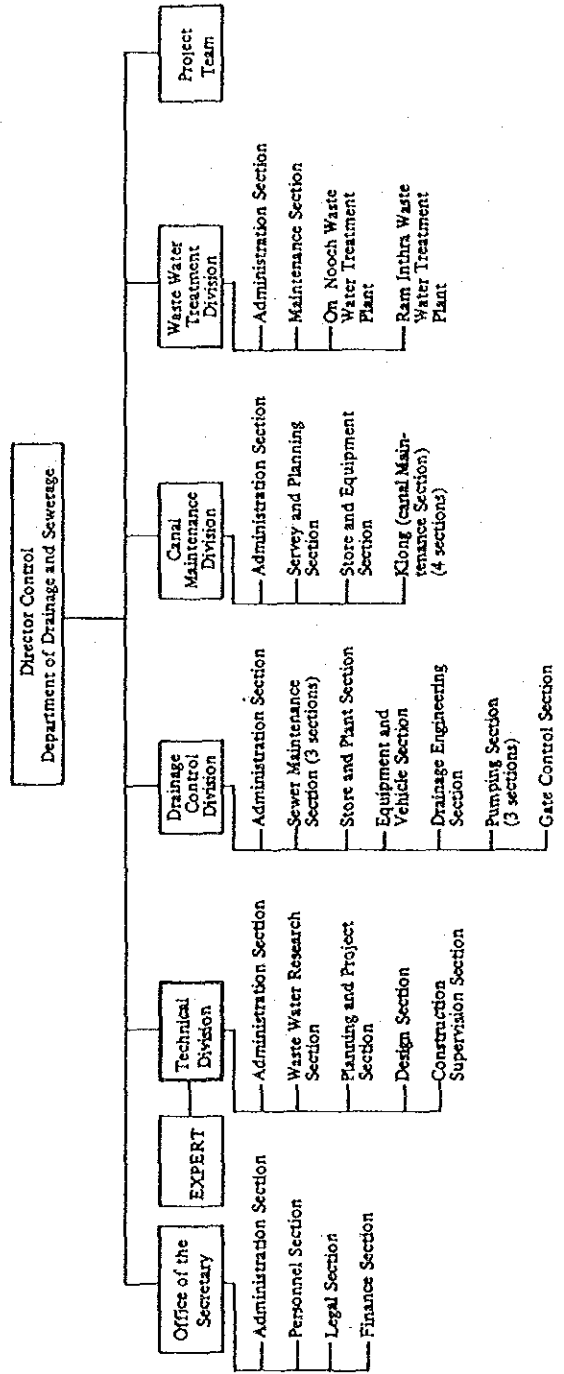 Director Control
Department of Drainage and Sewerage
Office of the
Secretary
Administration Section
Personnel Section
Legal Section
Finance Section
EXPERT
Technical
Division
Administration Section
Waste Water Research
Section
Planning and Project
Section
Design Section
Construction
Supervision Section
Drainage
Control
Division
Administration Section
Sewer Maintenance
Section (3 sections)
Store and Plant Section
Equipment and
Vehicle Section
Drainage Engineering
Section
Pumping Section
(3 sections)
Gate Control Section
Canal
Maintenance
Division
Administration Section
Servey and Planning
Section
Store and Equipment
Section
Klong (canal Main-
tenance Section)
(4 sections)
Waste Water
Treatment
Division
Administration Section
Maintenance Section
On Nooch Waste
Water Treatment
Plant
Ram Inthra Waste
Water Treatment
Plant
Project
Team